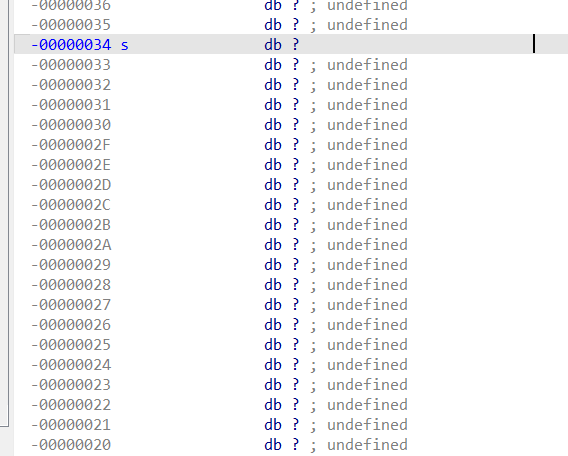 -00000036 db ? ; undefined
-00000035 db ? ; undefined
-00000034 s db ?
-00000033 db ? ; undefined
-00000032 db ? ; undefined
-00000031 db ? ; undefined
-00000030 db ? ; undefined
-0000002F db ? ; undefined
-0000002E db ? ; undefined
-0000002D db ? ; undefined
-0000002C db ? ; undefined
-0000002B db ? ; undefined
-0000002A db ? ; undefined
-00000029 db ? ; undefined
-00000028 db ? ; undefined
-00000027 db ? ; undefined
-00000026 db ? ; undefined
-00000025 db ? ; undefined
-00000024 db ? ; undefined
-00000023 db ? ; undefined
-00000022 db ? ; undefined
-00000021 db ? ; undefined
-00000020 db ? ; undefined